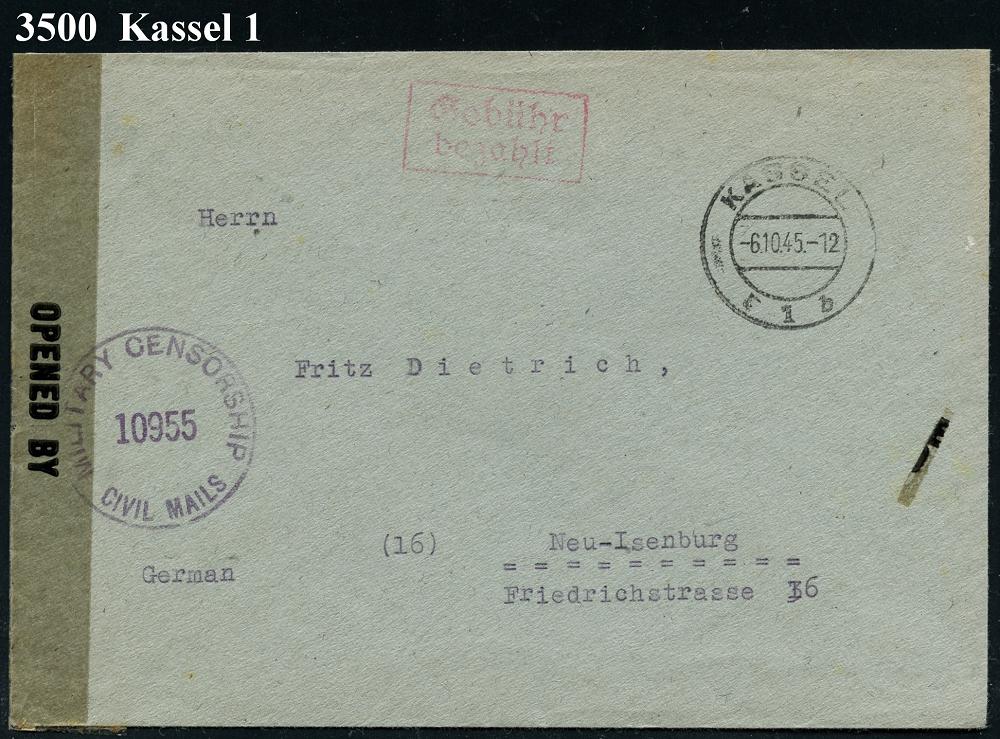 3500 Kassel 1
Gebühr
bezahlt
KASSEL
-6.10.45.-12
1 b
Herrn
Fritz Dietrich,
OPENED BY
MILITARY CENSORSHIP
10955
CIVIL MAILS
(16) Neu-Isenburg
= = = = = = = = = =
German
Friedrichstrasse 6